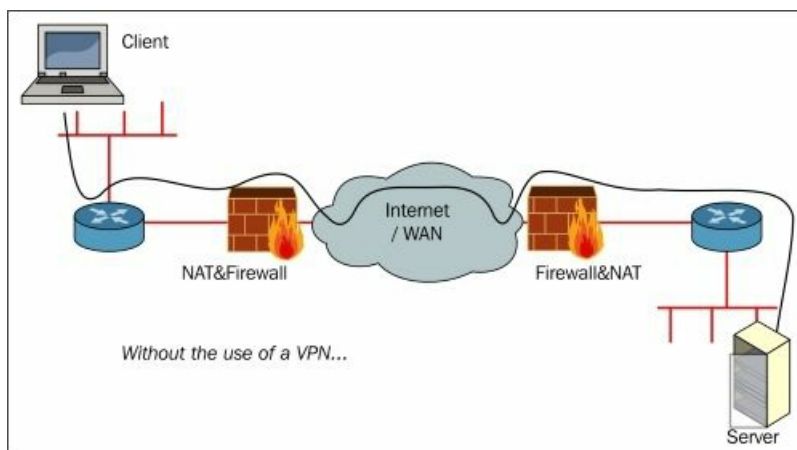 Client
Internet
/ WAN
NAT&Firewall
Firewall&NAT
Without the use of a VPN...
Server